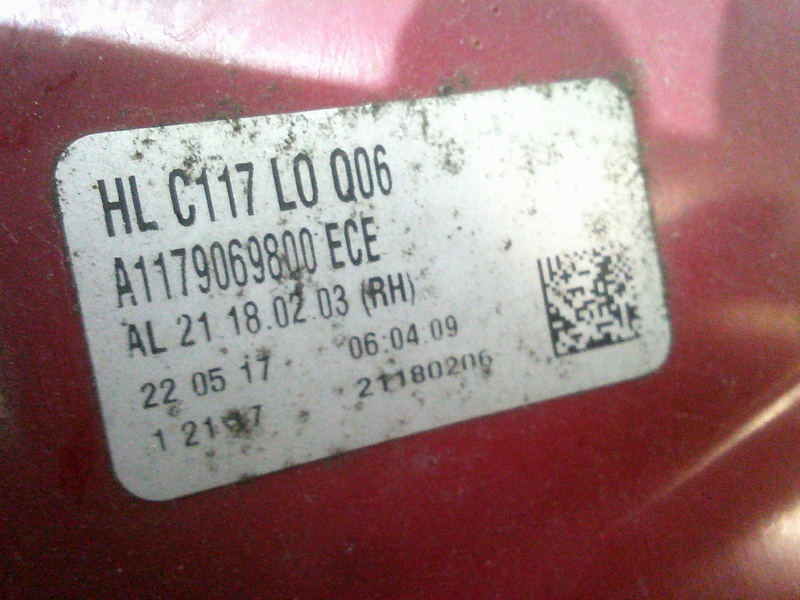 HL C117 LO Q06
A1179069800 ECE
AL 21 18.02.03 (RH)
22 05 17 06:04:09
1 21180206